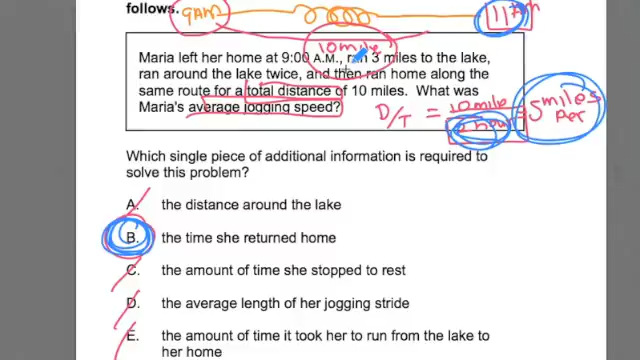 follows.
9AM
11 Am
10 mile
Maria left her home at 9:00 A.M., ran 3 miles to the lake,
ran around the lake twice, and then ran home along the
same route for a total distance of 10 miles. What was
Maria's average jogging speed?
D/T = 10 mile
2 hour
= 5 miles
Per
Which single piece of additional information is required to
solve this problem?
A. the distance around the lake
B. the time she returned home
C. the amount of time she stopped to rest
D. the average length of her jogging stride
E. the amount of time it took her to run from the lake to
her home